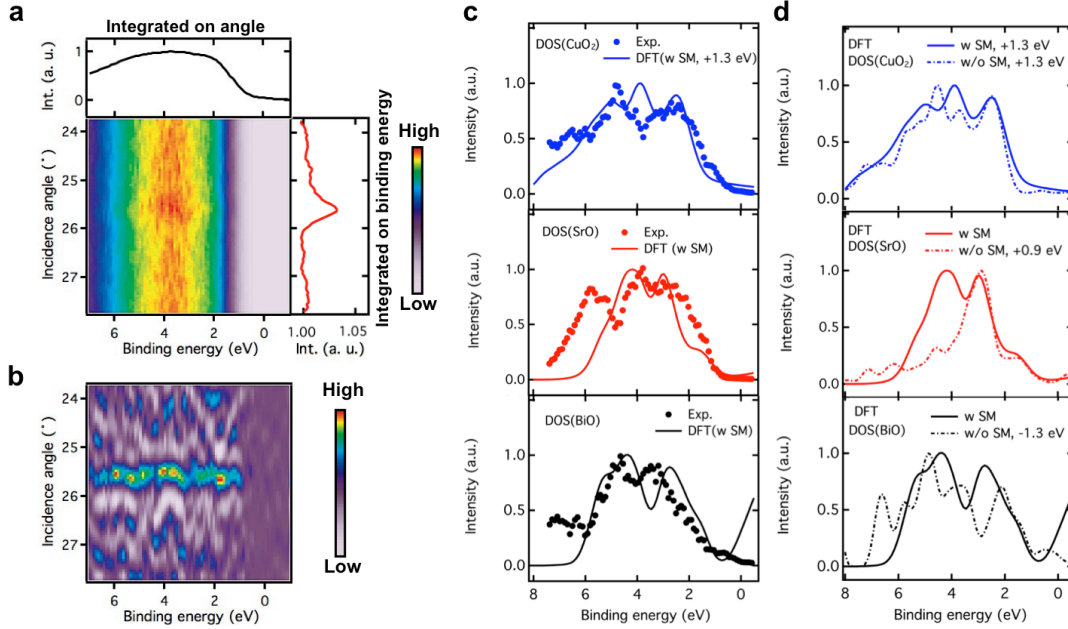 a
Integrated on angle
Int. (a. u.)
1
0
Incidence angle (°)
24
25
26
27
6
4
2
0
Binding energy (eV)
1.00
1.05
Int. (a. u.)
Integrated on binding energy
High
Low
b
Incidence angle (°)
24
25
26
27
6
4
2
0
Binding energy (eV)
High
Low
c
DOS(CuO₂)
Exp.
DFT(w SM, +1.3 eV)
Intensity (a.u.)
1.0
0.5
0.0
DOS(SrO)
Exp.
DFT (w SM)
Intensity (a.u.)
1.0
0.5
0.0
DOS(BiO)
Exp.
DFT(w SM)
Intensity (a.u.)
1.0
0.5
0.0
8
6
4
2
0
Binding energy (eV)
d
DFT
DOS(CuO₂)
w SM, +1.3 eV
w/o SM, +1.3 eV
Intensity (a.u.)
1.0
0.5
0.0
DFT
DOS(SrO)
w SM
w/o SM, +0.9 eV
Intensity (a.u.)
1.0
0.5
0.0
DFT
DOS(BiO)
w SM
w/o SM, -1.3 eV
Intensity (a.u.)
1.0
0.5
0.0
8
6
4
2
0
Binding energy (eV)